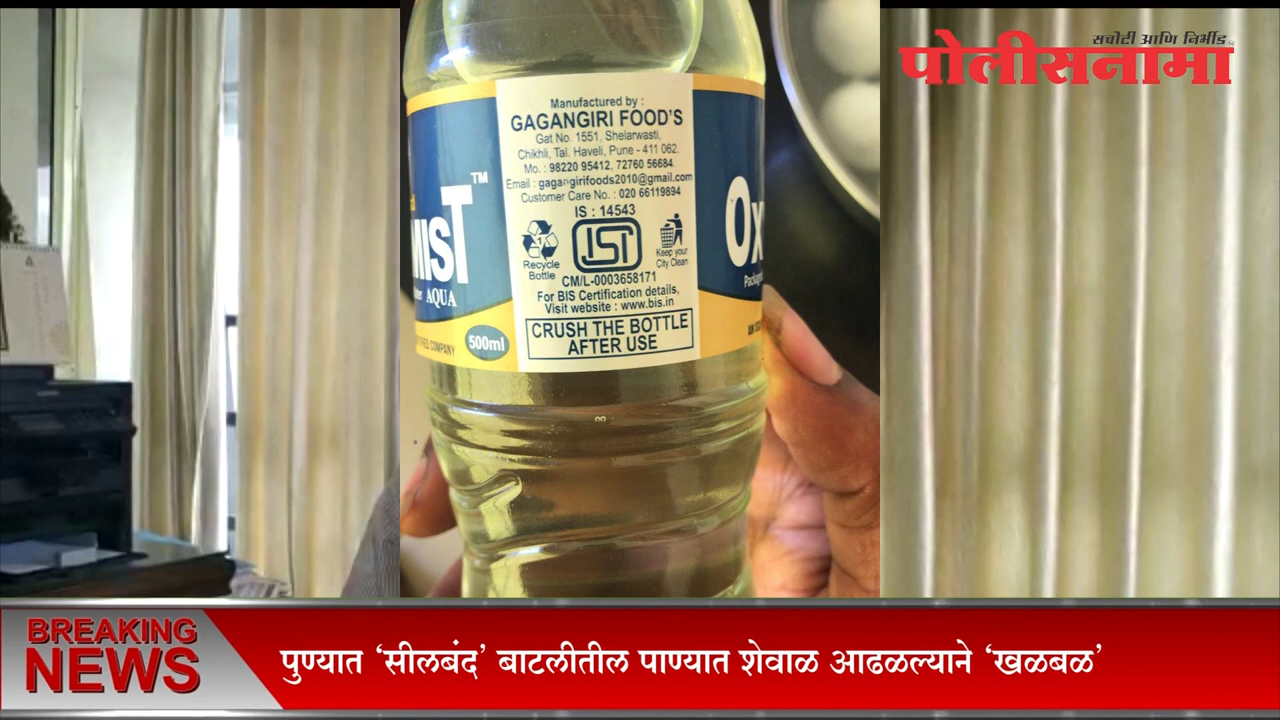 सचोटी आणि निर्भीड
पोलीसनामा
Manufactured by :
GAGANGIRI FOOD'S
Gat No. 1551, Shelarwasti,
Chikhli, Tal. Haveli, Pune - 411 062.
Mo. : 98220 95412, 72760 56684.
Email : gagangirifoods2010@gmail.com
Customer Care No. : 020 66119894
IS : 14543
Recycle
Bottle
Keep your
City Clean
CM/L-0003658171
For BIS Certification details,
Visit website : www.bis.in
CRUSH THE BOTTLE
AFTER USE
MIST™
AQUA
COMPANY
500ml
Ox
BREAKING
NEWS
पुण्यात ‘सीलबंद’ बाटलीतील पाण्यात शेवाळ आढळल्याने ‘खळबळ’